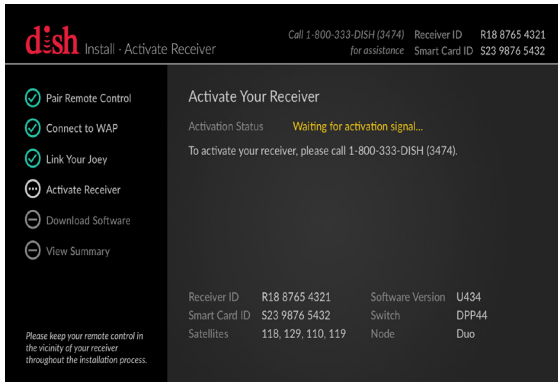 dish Install - Activate Receiver
Call 1-800-333-DISH (3474) Receiver ID R18 8765 4321
for assistance Smart Card ID S23 9876 5432
Pair Remote Control
Connect to WAP
Link Your Joey
Activate Receiver
Download Software
View Summary
Please keep your remote control in
the vicinity of your receiver
throughout the installation process.
Activate Your Receiver
Activation Status Waiting for activation signal...
To activate your receiver, please call 1-800-333-DISH (3474).
Receiver ID R18 8765 4321 Software Version U434
Smart Card ID S23 9876 5432 Switch DPP44
Satellites 118, 129, 110, 119 Node Duo